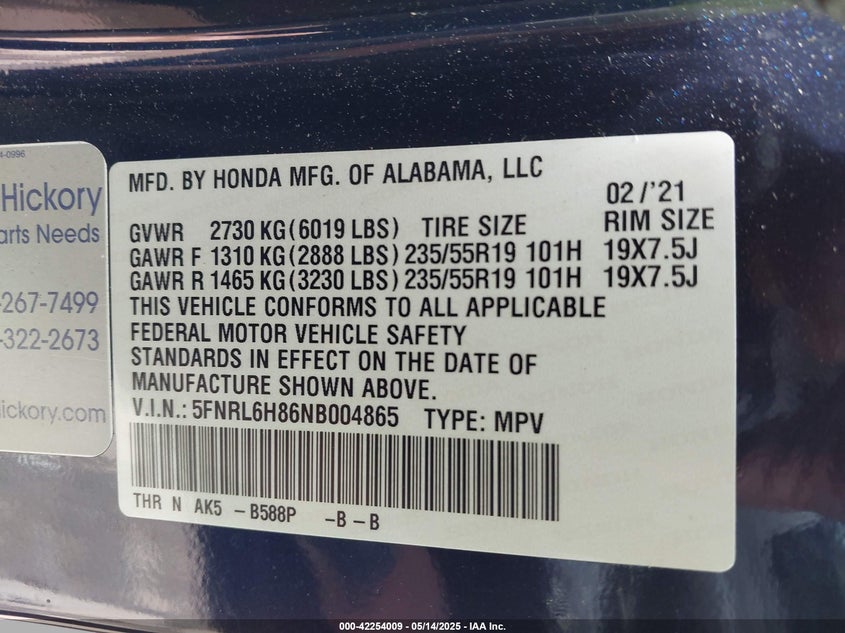 4-0996
Hickory
arts Needs
-267-7499
-322-2673
ickory.com
MFD. BY HONDA MFG. OF ALABAMA, LLC
02/'21
GVWR 2730 KG(6019 LBS) TIRE SIZE RIM SIZE
GAWR F 1310 KG(2888 LBS) 235/55R19 101H 19X7.5J
GAWR R 1465 KG(3230 LBS) 235/55R19 101H 19X7.5J
THIS VEHICLE CONFORMS TO ALL APPLICABLE
FEDERAL MOTOR VEHICLE SAFETY
STANDARDS IN EFFECT ON THE DATE OF
MANUFACTURE SHOWN ABOVE.
V.I.N.: 5FNRL6H86NB004865 TYPE: MPV
THR N AK5 -B588P -B-B
000-42254009 - 05/14/2025 - IAA Inc.